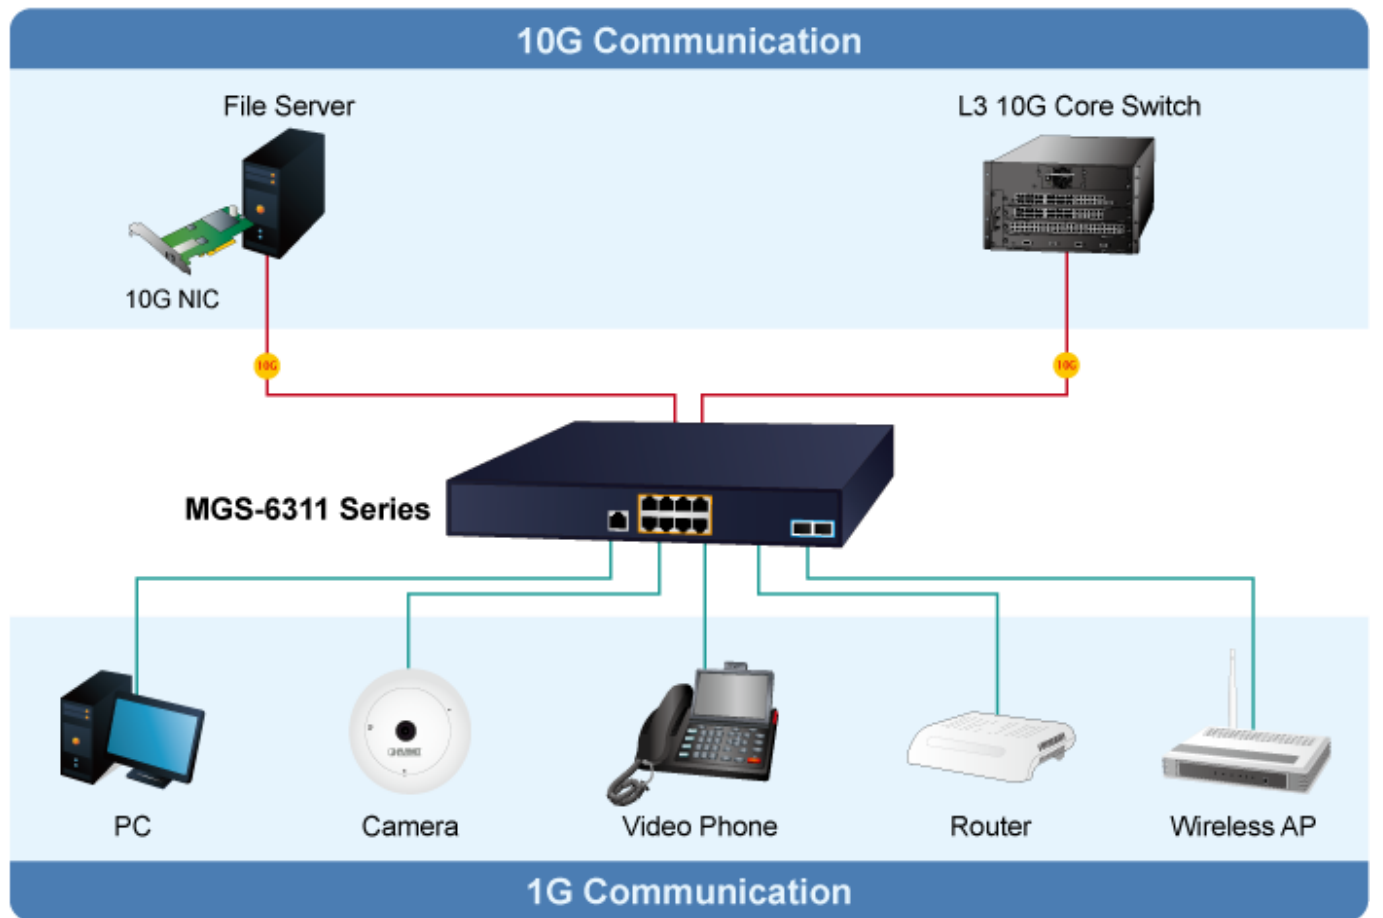 10G Communication
File Server
L3 10G Core Switch
10G NIC
10G
10G
MGS-6311 Series
PC
Camera
Video Phone
Router
Wireless AP
1G Communication